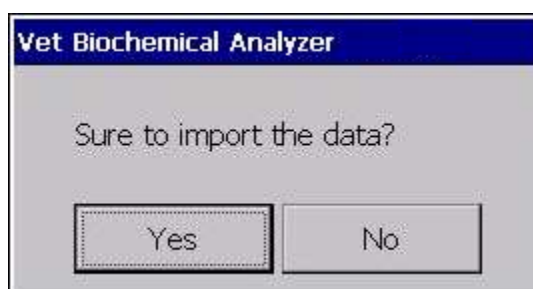 Vet Biochemical Analyzer
Sure to import the data?
Yes No